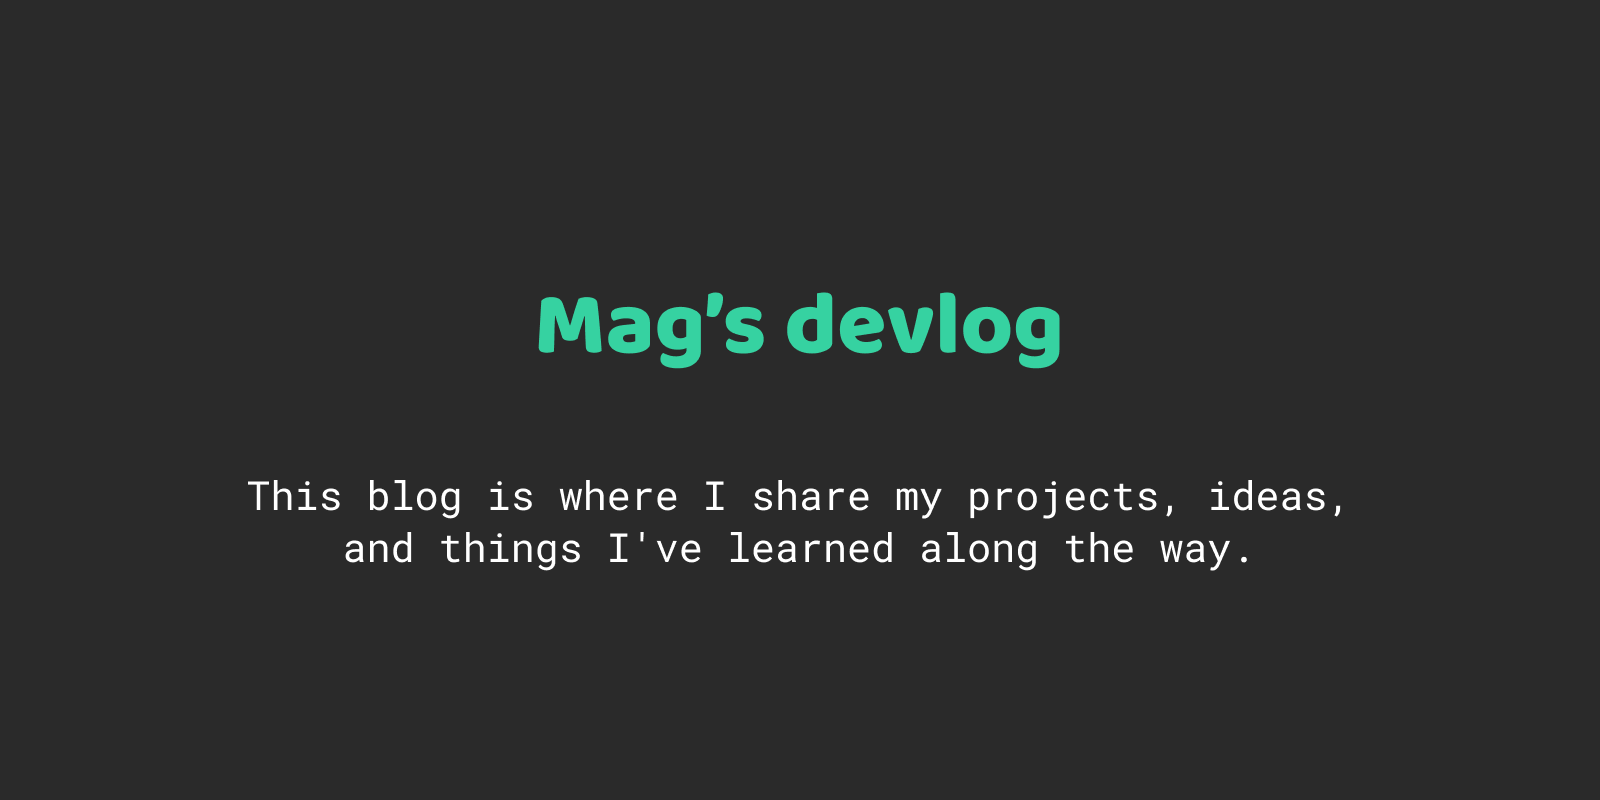 Mag’s devlog
This blog is where I share my projects, ideas,
and things I've learned along the way.